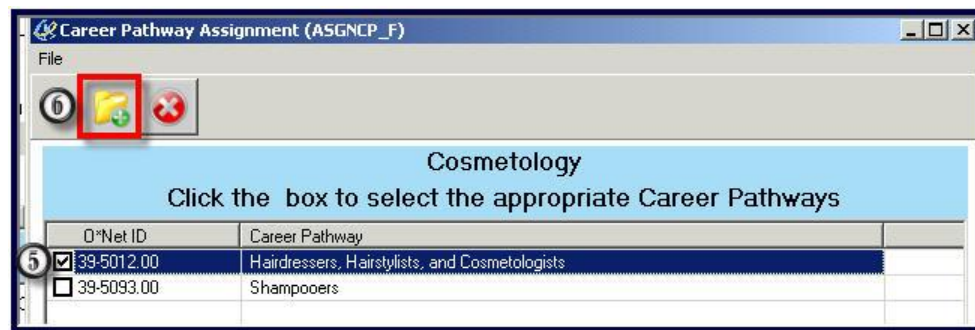 Career Pathway Assignment (ASGNCP_F)
File
6
Cosmetology
Click the box to select the appropriate Career Pathways
O*Net ID Career Pathway
5 39-5012.00 Hairdressers, Hairstylists, and Cosmetologists
39-5093.00 Shampooers